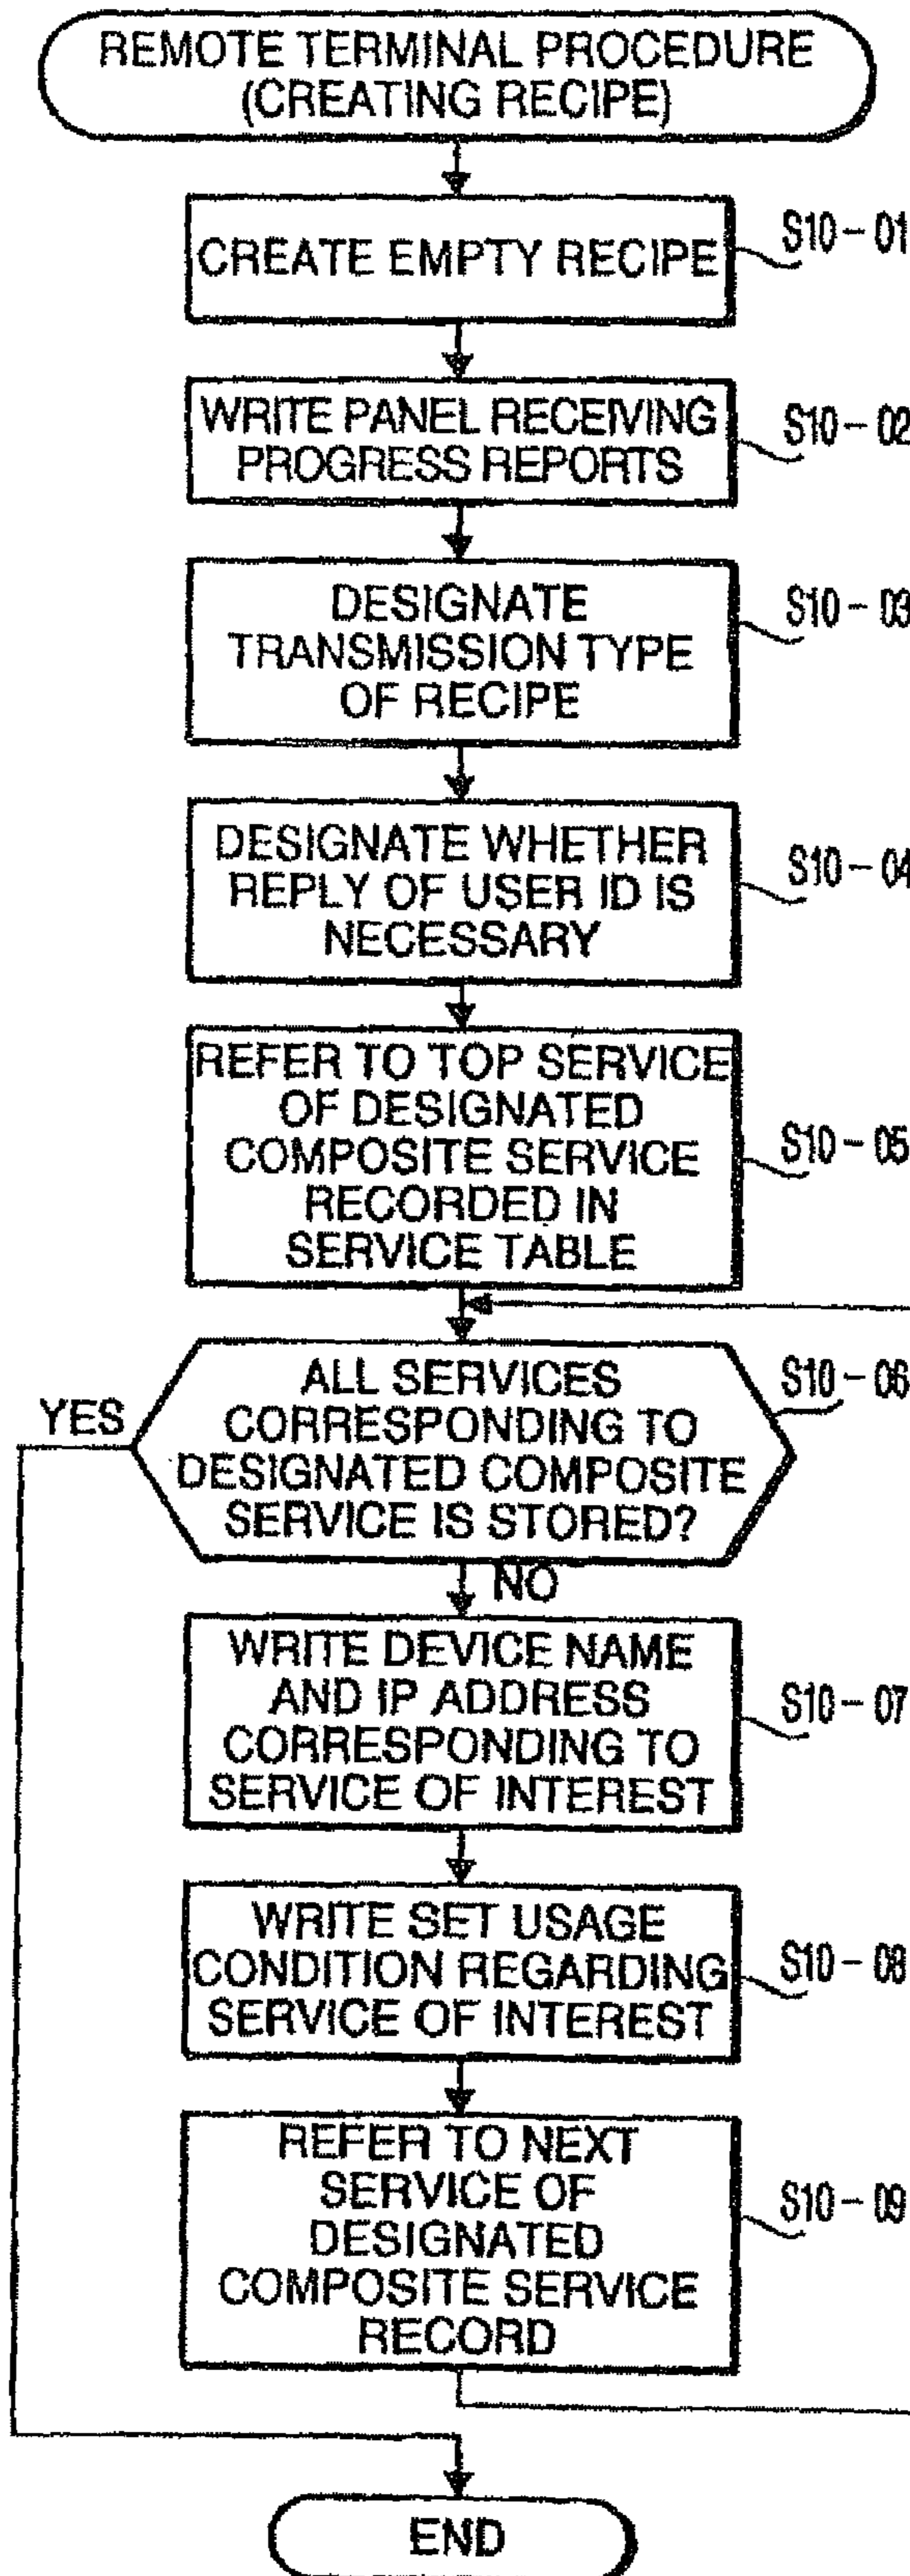 REMOTE TERMINAL PROCEDURE
(CREATING RECIPE)
CREATE EMPTY RECIPE
S10-01
WRITE PANEL RECEIVING
PROGRESS REPORTS
S10-02
DESIGNATE
TRANSMISSION TYPE
OF RECIPE
S10-03
DESIGNATE WHETHER
REPLY OF USER ID IS
NECESSARY
S10-04
REFER TO TOP SERVICE
OF DESIGNATED
COMPOSITE SERVICE
RECORDED IN
SERVICE TABLE
S10-05
ALL SERVICES
CORRESPONDING TO
DESIGNATED COMPOSITE
SERVICE IS STORED?
S10-06
YES
NO
WRITE DEVICE NAME
AND IP ADDRESS
CORRESPONDING TO
SERVICE OF INTEREST
S10-07
WRITE SET USAGE
CONDITION REGARDING
SERVICE OF INTEREST
S10-08
REFER TO NEXT
SERVICE OF
DESIGNATED
COMPOSITE SERVICE
RECORD
S10-09
END